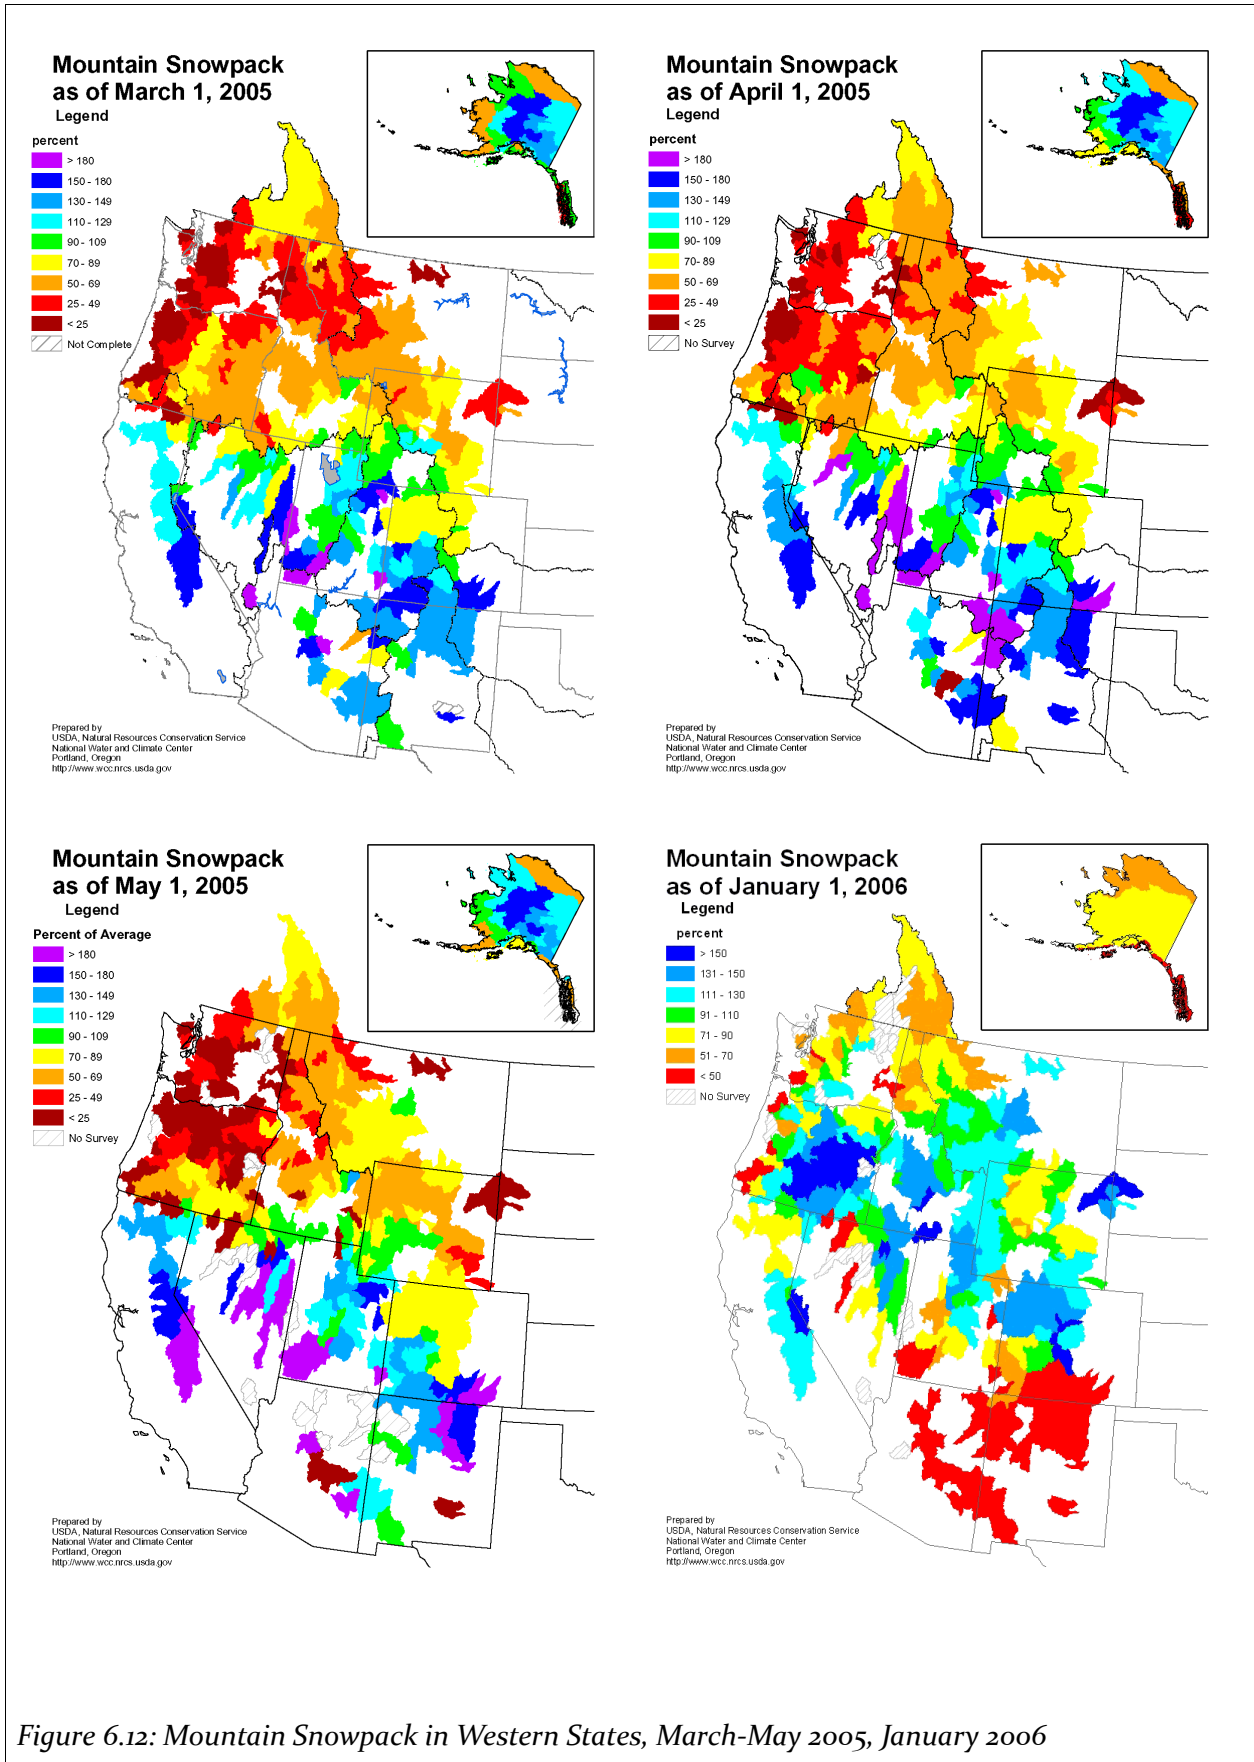 Mountain Snowpack
as of March 1, 2005
Legend
percent
> 180
150 - 180
130 - 149
110 - 129
90 - 109
70 - 89
50 - 69
25 - 49
< 25
Not Complete
Prepared by
USDA, Natural Resources Conservation Service
National Water and Climate Center
Portland, Oregon
http://www.wcc.nrcs.usda.gov
Mountain Snowpack
as of April 1, 2005
Legend
percent
> 180
150 - 180
130 - 149
110 - 129
90 - 109
70 - 89
50 - 69
25 - 49
< 25
No Survey
Prepared by
USDA, Natural Resources Conservation Service
National Water and Climate Center
Portland, Oregon
http://www.wcc.nrcs.usda.gov
Mountain Snowpack
as of May 1, 2005
Legend
Percent of Average
> 180
150 - 180
130 - 149
110 - 129
90 - 109
70 - 89
50 - 69
25 - 49
< 25
No Survey
Prepared by
USDA, Natural Resources Conservation Service
National Water and Climate Center
Portland, Oregon
http://www.wcc.nrcs.usda.gov
Mountain Snowpack
as of January 1, 2006
Legend
percent
> 150
131 - 150
111 - 130
91 - 110
71 - 90
51 - 70
< 50
No Survey
Prepared by
USDA, Natural Resources Conservation Service
National Water and Climate Center
Portland, Oregon
http://www.wcc.nrcs.usda.gov
Figure 6.12: Mountain Snowpack in Western States, March-May 2005, January 2006